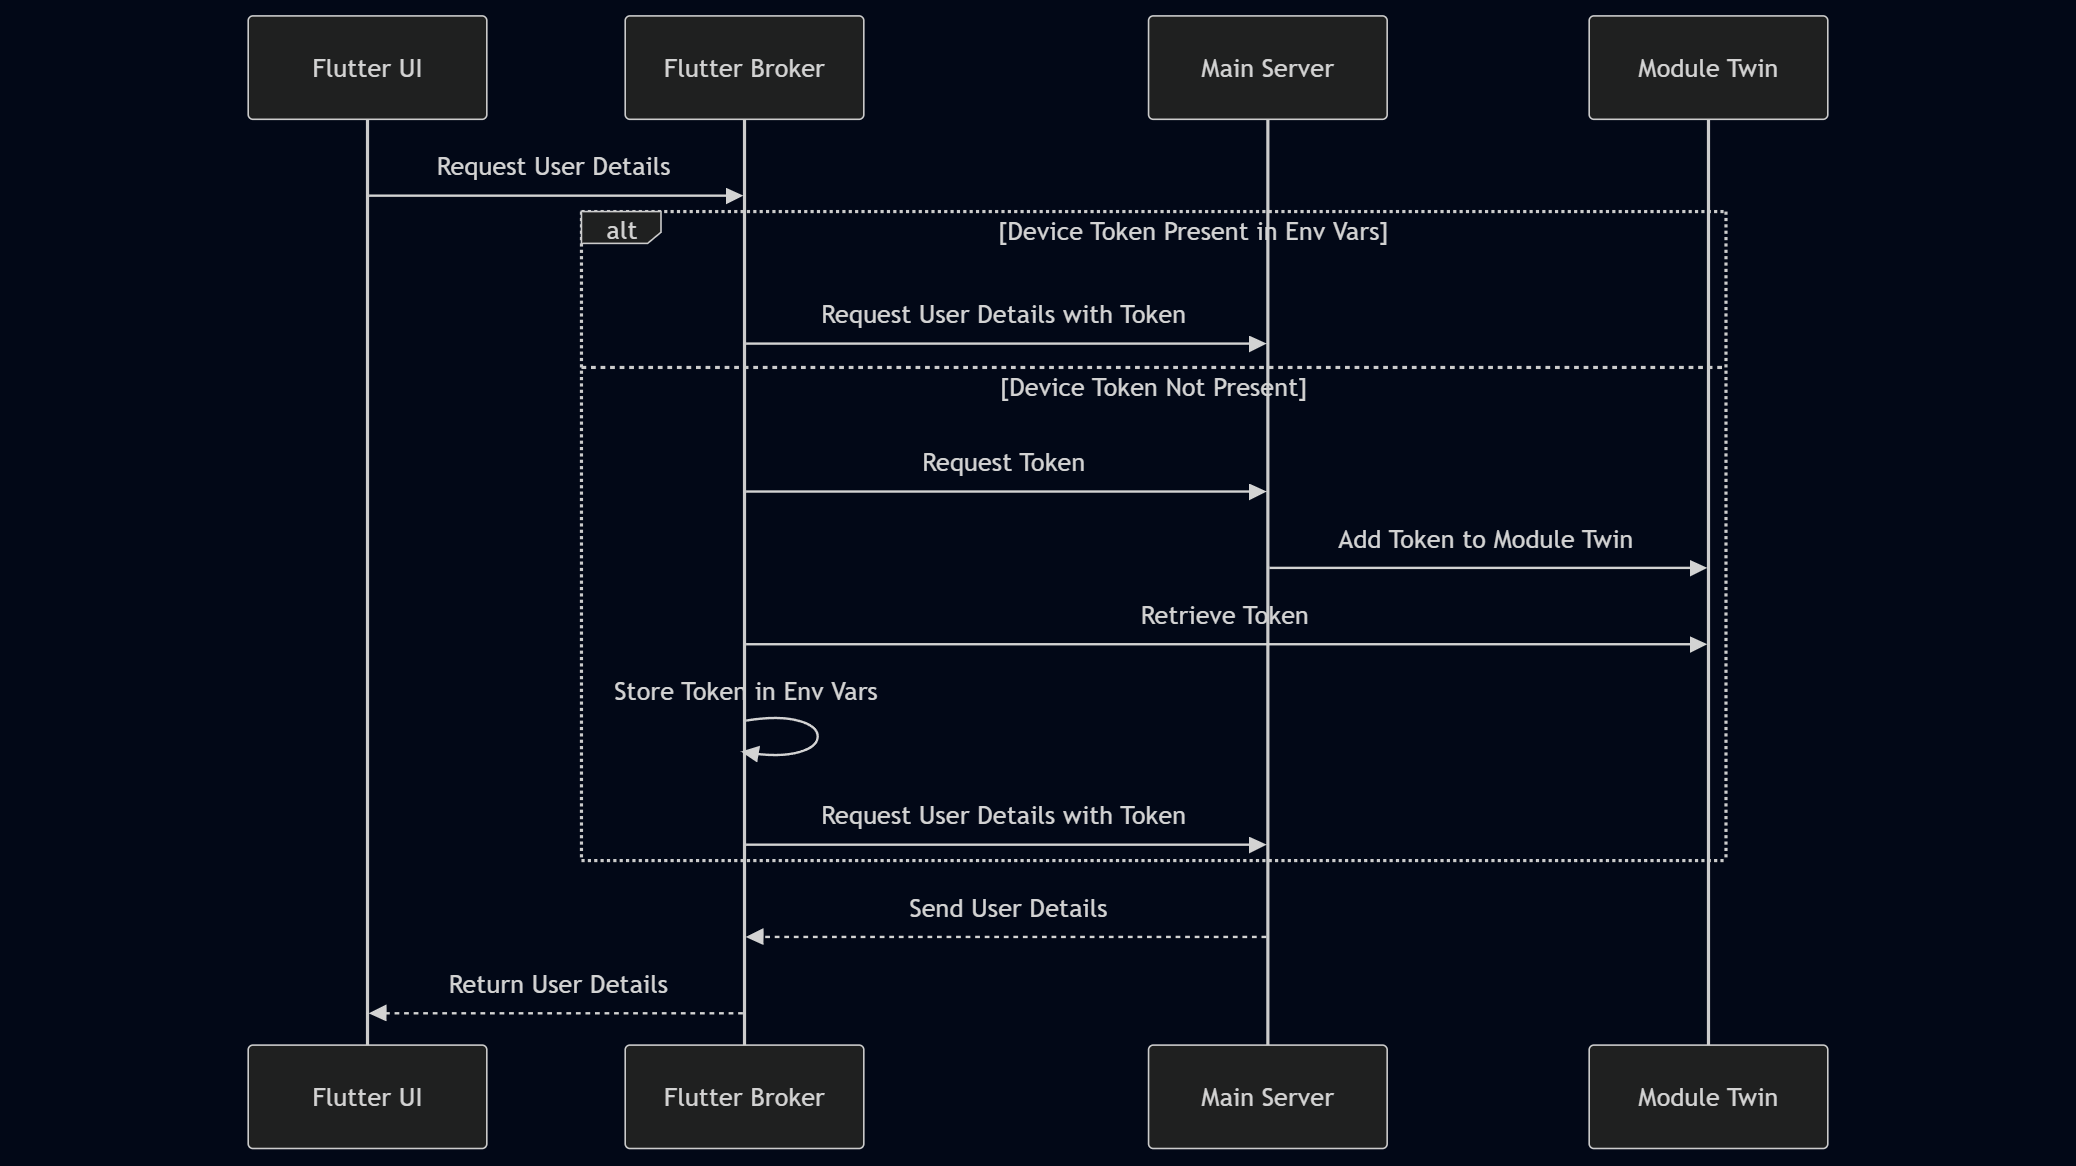 Flutter UI
Flutter Broker
Main Server
Module Twin
Request User Details
alt
[Device Token Present in Env Vars]
Request User Details with Token
[Device Token Not Present]
Request Token
Add Token to Module Twin
Retrieve Token
Store Token in Env Vars
Request User Details with Token
Send User Details
Return User Details
Flutter UI
Flutter Broker
Main Server
Module Twin